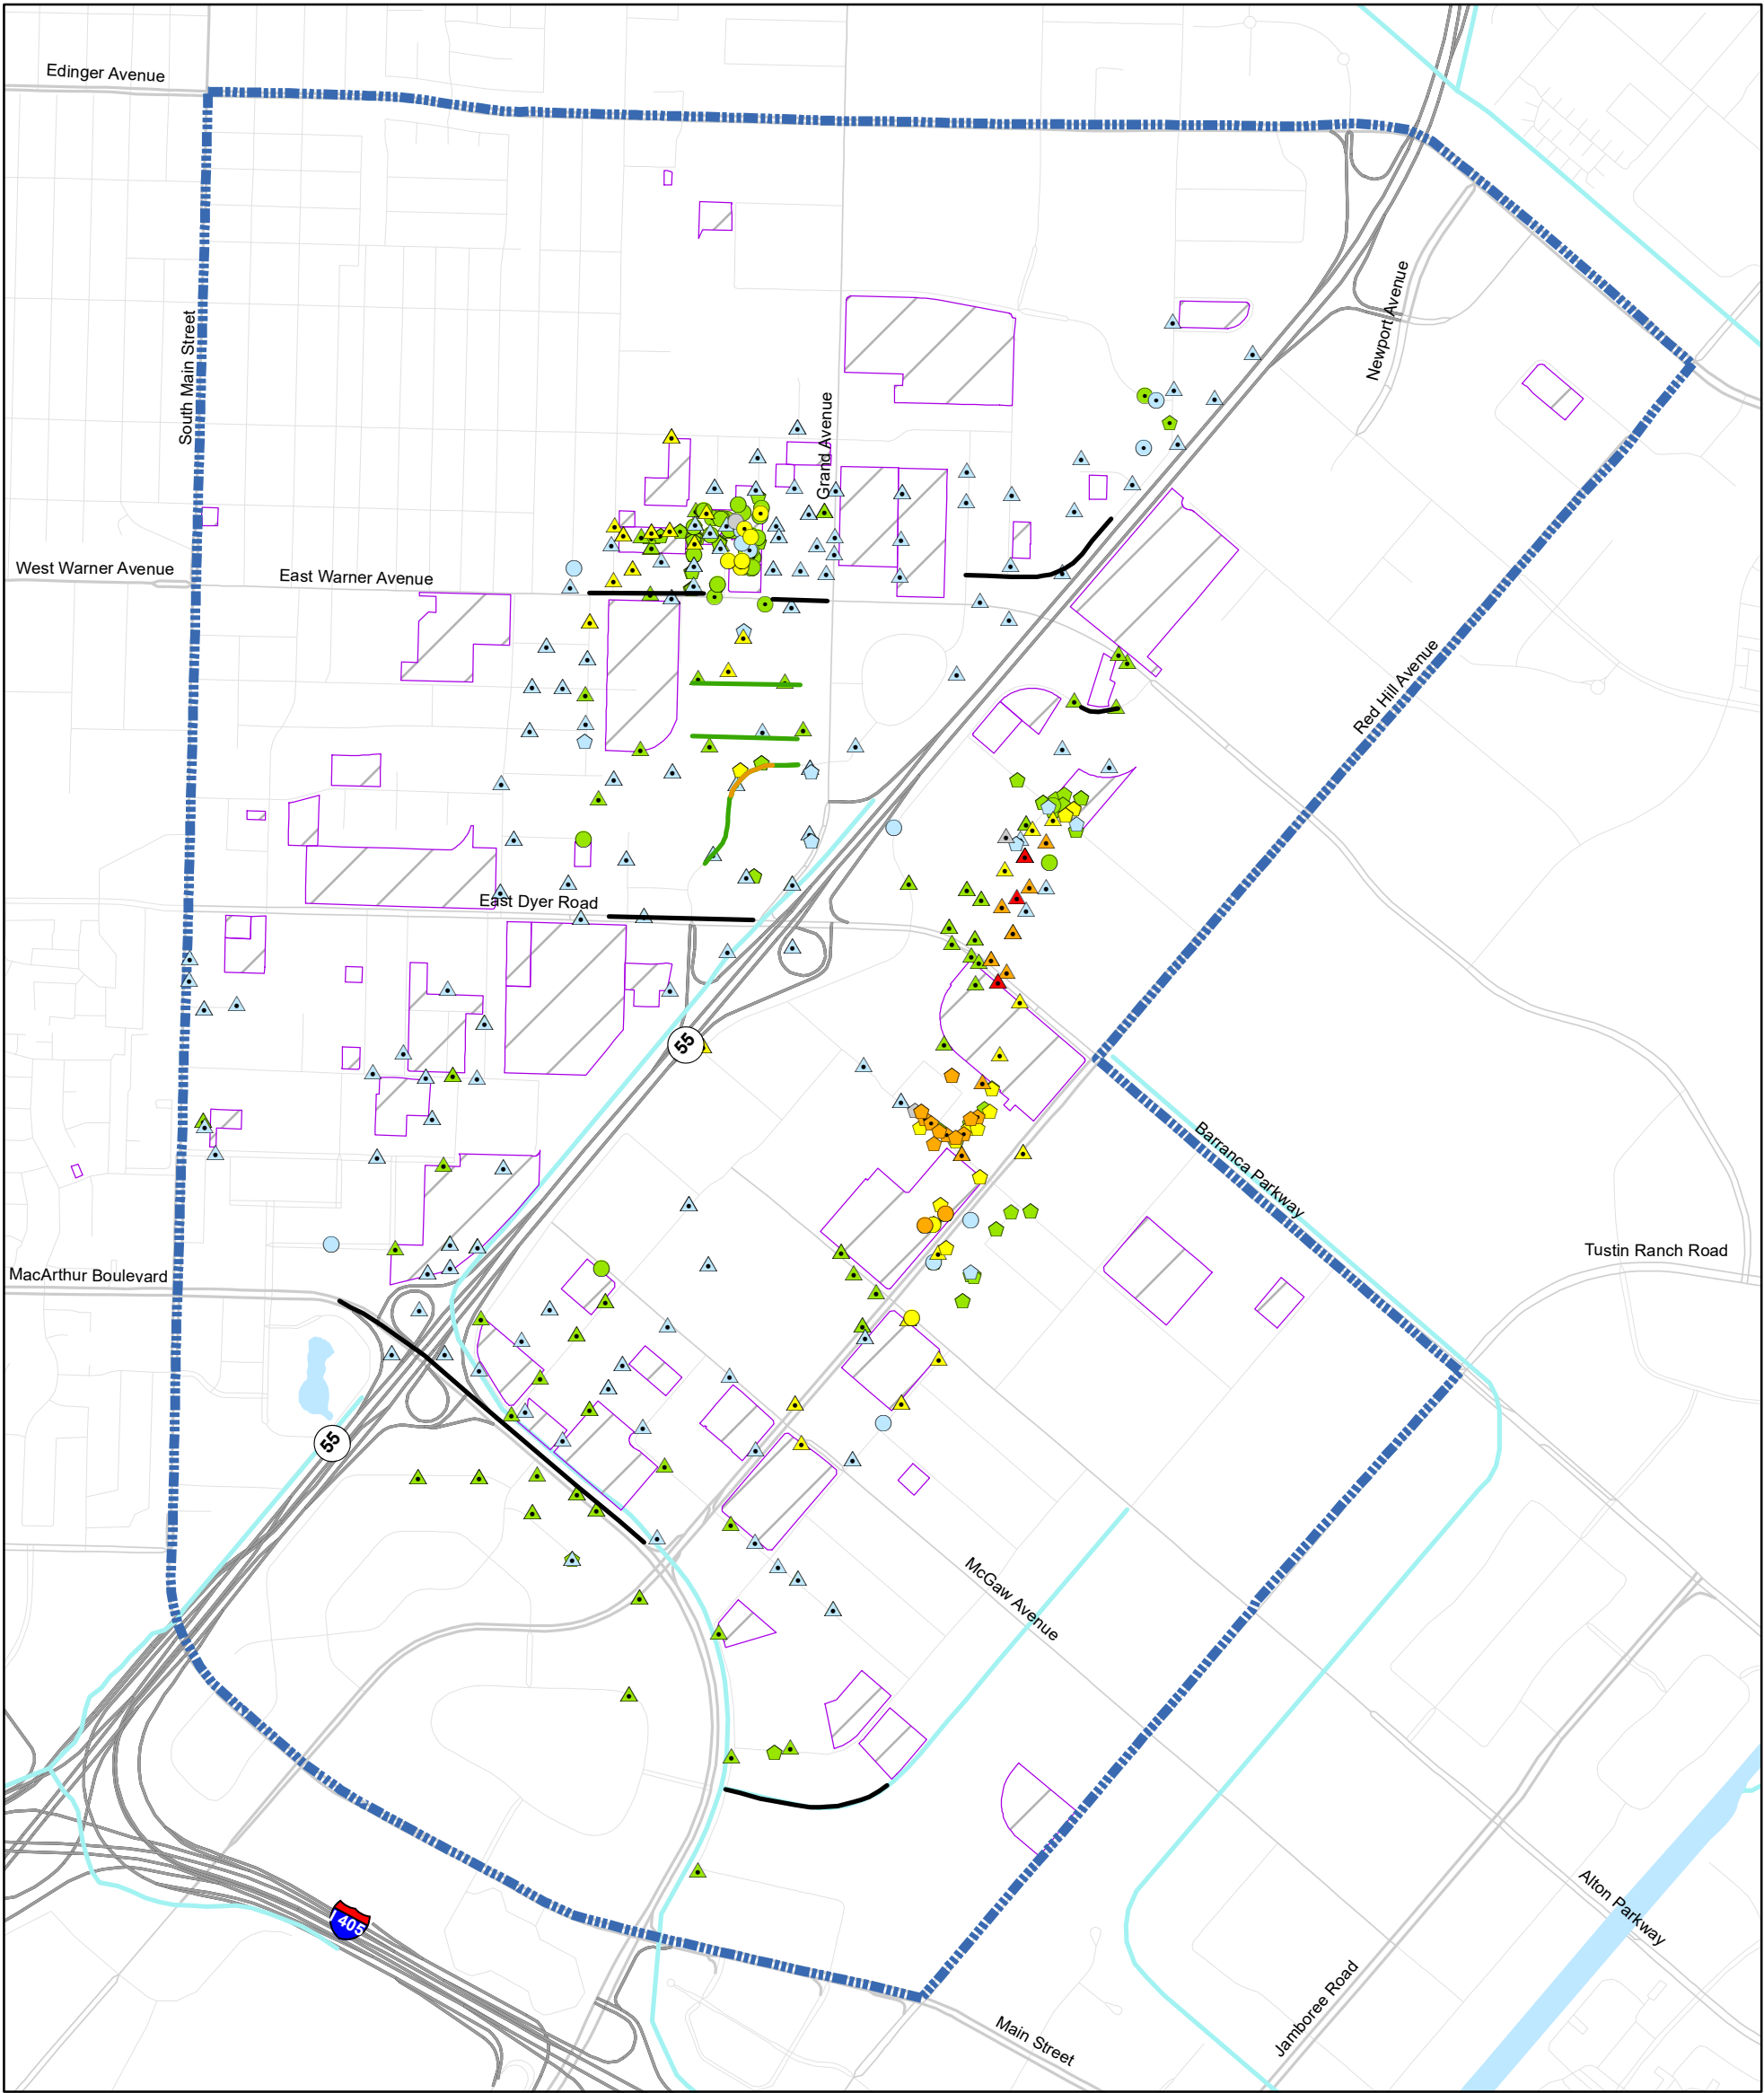 Edinger Avenue
South Main Street
Newport Avenue
Grand Avenue
West Warner Avenue
East Warner Avenue
Red Hill Avenue
East Dyer Road
55
Barranca Parkway
Tustin Ranch Road
MacArthur Boulevard
55
McGaw Avenue
Alton Parkway
I 405
Jamboree Road
Main Street